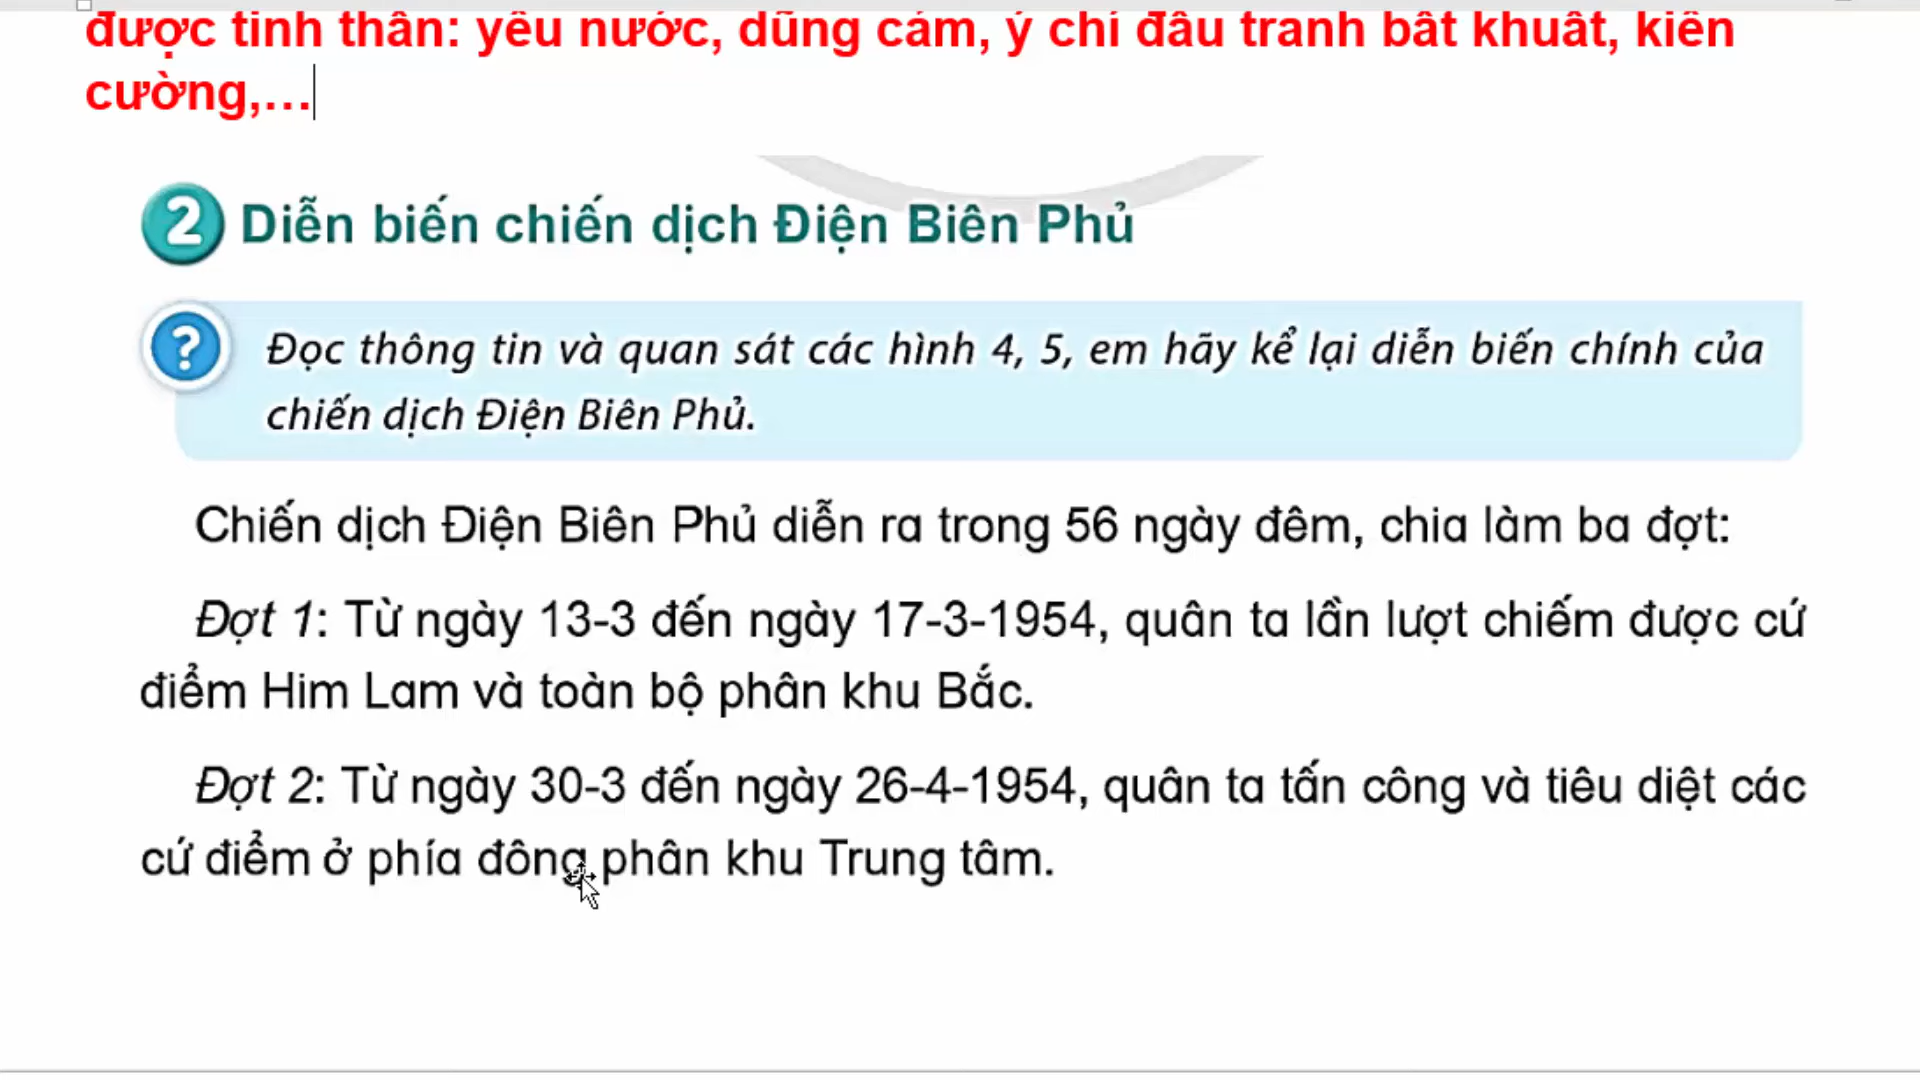 được tinh thần: yêu nước, dũng cảm, ý chí đấu tranh bất khuất, kiên
cường,...
2 Diễn biến chiến dịch Điện Biên Phủ
? Đọc thông tin và quan sát các hình 4, 5, em hãy kể lại diễn biến chính của
chiến dịch Điện Biên Phủ.
Chiến dịch Điện Biên Phủ diễn ra trong 56 ngày đêm, chia làm ba đợt:
Đợt 1: Từ ngày 13-3 đến ngày 17-3-1954, quân ta lần lượt chiếm được cứ
điểm Him Lam và toàn bộ phân khu Bắc.
Đợt 2: Từ ngày 30-3 đến ngày 26-4-1954, quân ta tấn công và tiêu diệt các
cứ điểm ở phía đông phân khu Trung tâm.